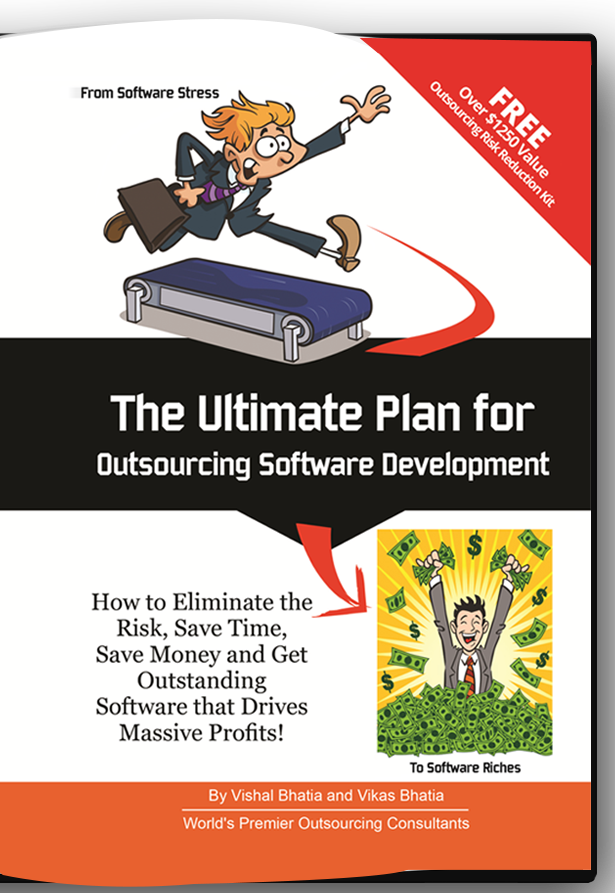 From Software Stress
FREE
Over $1250 Value
Outsourcing Risk Reduction Kit
The Ultimate Plan for
Outsourcing Software Development
How to Eliminate the
Risk, Save Time,
Save Money and Get
Outstanding
Software that Drives
Massive Profits!
$
$
$
$
$
To Software Riches
By Vishal Bhatia and Vikas Bhatia
World's Premier Outsourcing Consultants